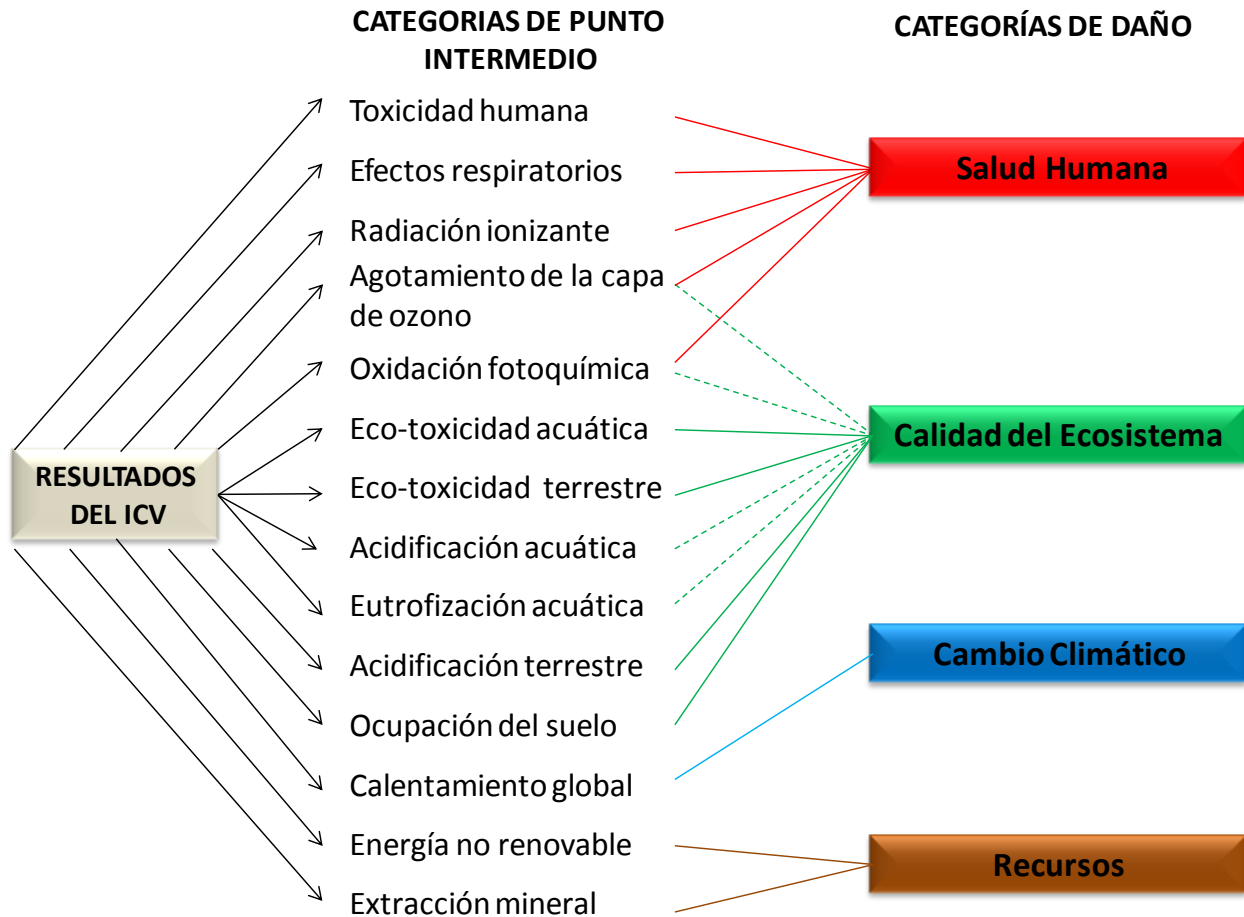 CATEGORIAS DE PUNTO
INTERMEDIO
CATEGORÍAS DE DAÑO
Toxicidad humana
Efectos respiratorios
Radiación ionizante
Agotamiento de la capa
de ozono
Oxidación fotoquímica
Eco-toxicidad acuática
Eco-toxicidad terrestre
Acidificación acuática
Eutrofización acuática
Acidificación terrestre
Ocupación del suelo
Calentamiento global
Energía no renovable
Extracción mineral
RESULTADOS
DEL ICV
Salud Humana
Calidad del Ecosistema
Cambio Climático
Recursos